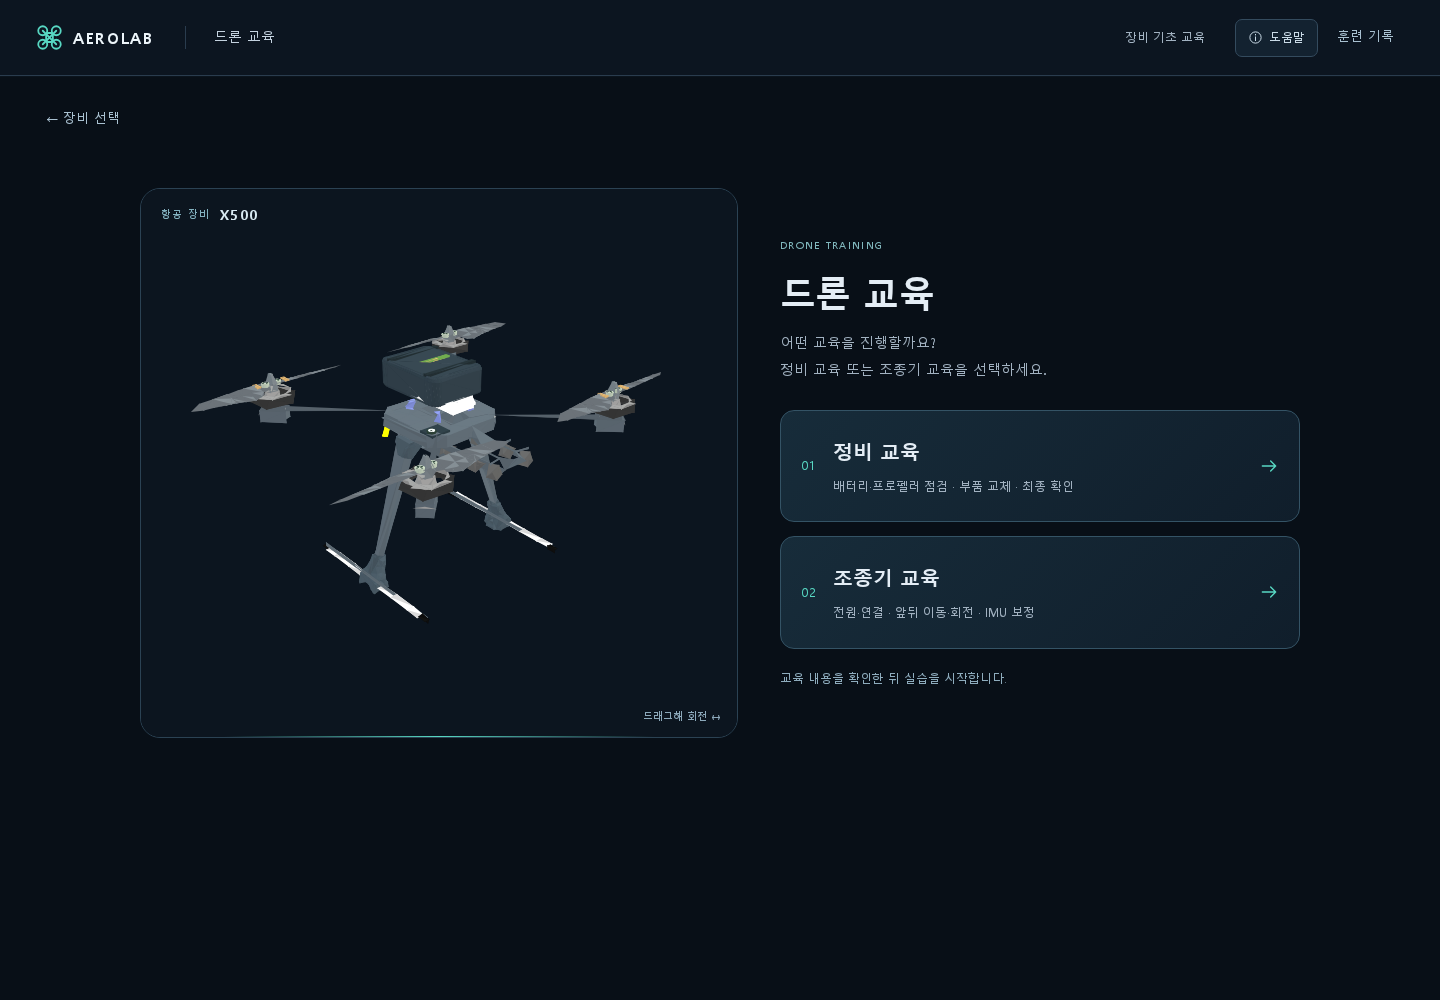 AEROLAB
드론 교육
장비 기초 교육
도움말
훈련 기록
← 장비 선택
항공 장비 X500
드래그해 회전 ↔
DRONE TRAINING
드론 교육
어떤 교육을 진행할까요?
정비 교육 또는 조종기 교육을 선택하세요.
01
정비 교육
배터리·프로펠러 점검 · 부품 교체 · 최종 확인
→
02
조종기 교육
전원·연결 · 앞뒤 이동·회전 · IMU 보정
→
교육 내용을 확인한 뒤 실습을 시작합니다.